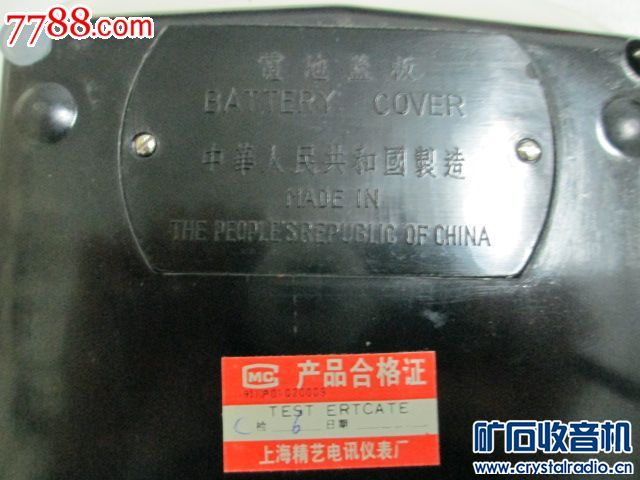 7788.com
電池蓋板
BATTERY COVER
中華人民共和國製造
MADE IN
THE PEOPLE'S REPUBLIC OF CHINA
MC 产品合格证
TEST ERTCATE
C 检 6 日期
上海精艺电讯仪表厂
矿石收音机
www.crystalradio.cn